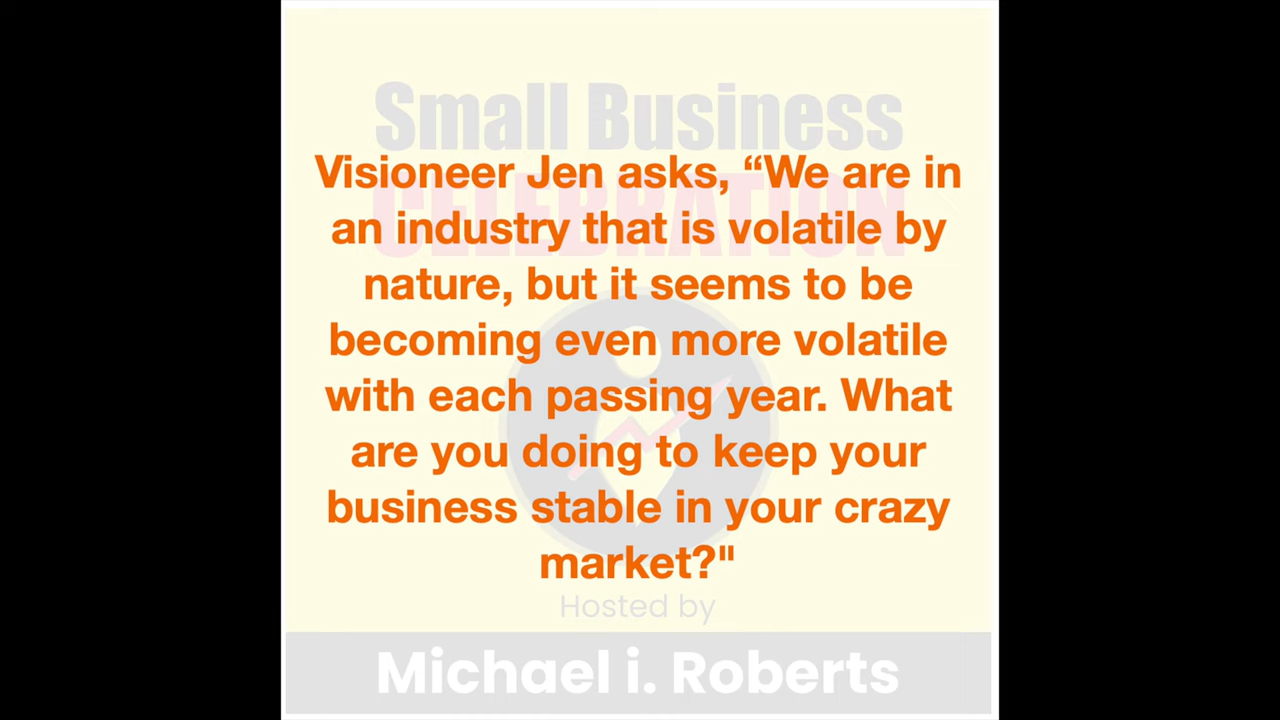 Small Business
CELEBRATION
Visioneer Jen asks, “We are in
an industry that is volatile by
nature, but it seems to be
becoming even more volatile
with each passing year. What
are you doing to keep your
business stable in your crazy
market?"
Hosted by
Michael i. Roberts